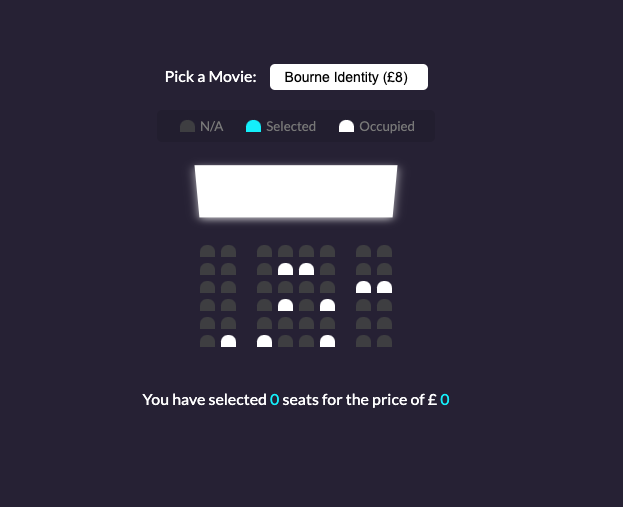 Pick a Movie: Bourne Identity (£8)
N/A Selected Occupied
You have selected 0 seats for the price of £ 0